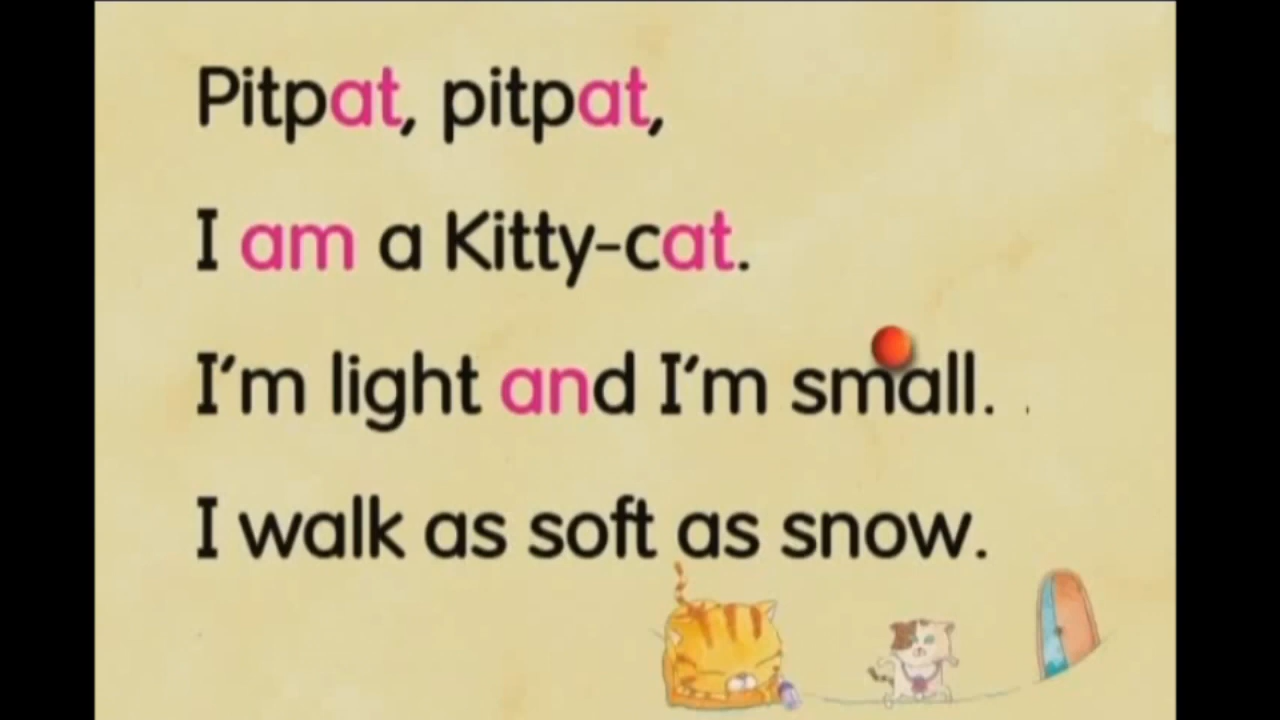 Pitpat, pitpat,
I am a Kitty-cat.
I’m light and I’m small.
I walk as soft as snow.